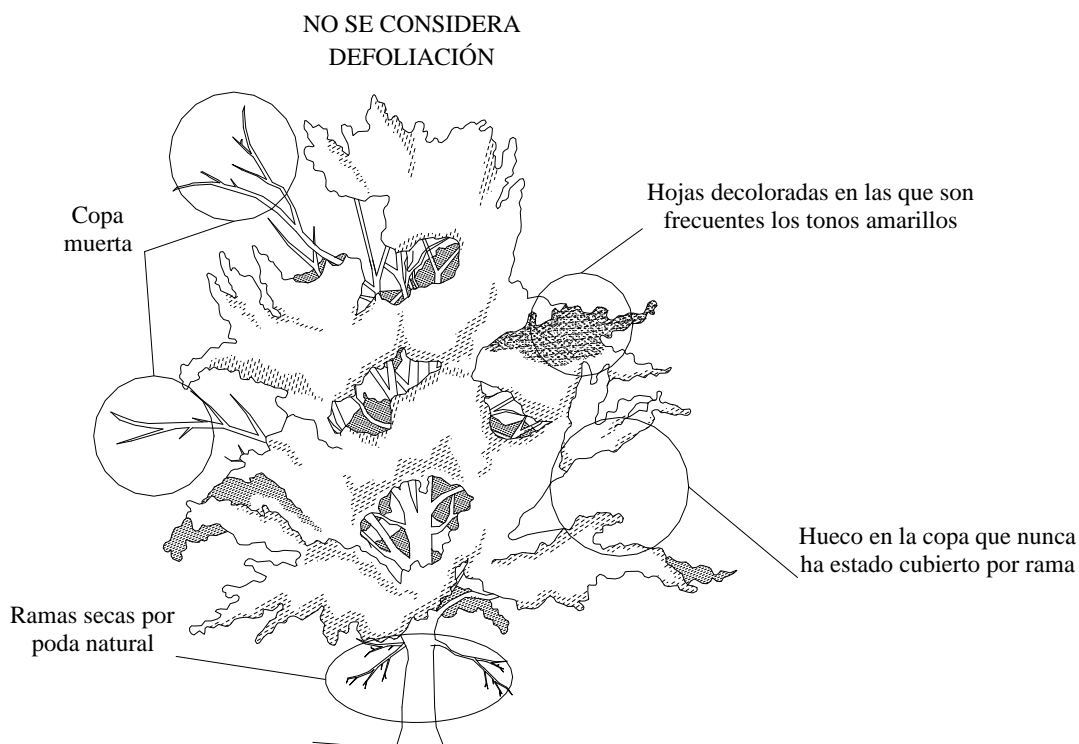 NO SE CONSIDERA
DEFOLIACIÓN
Copa
muerta
Hojas decoloradas en las que son
frecuentes los tonos amarillos
Hueco en la copa que nunca
ha estado cubierto por rama
Ramas secas por
poda natural